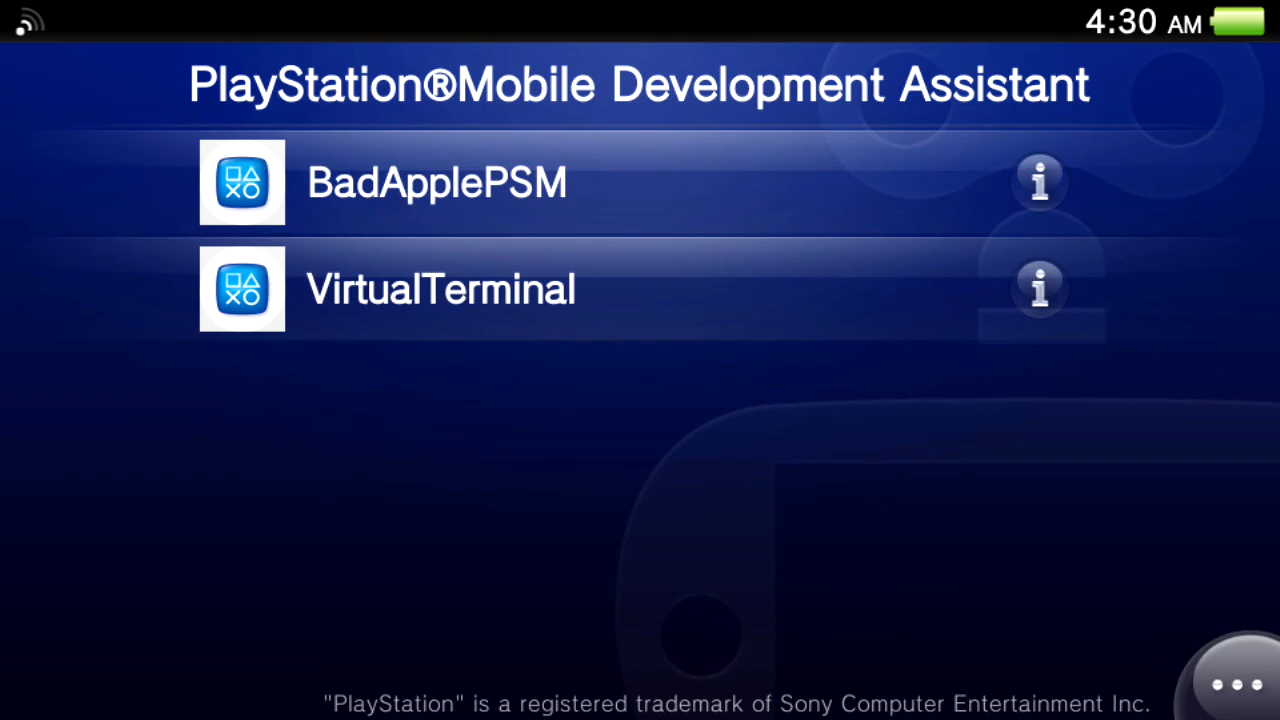 4:30 AM
PlayStation®Mobile Development Assistant
BadApplePSM
VirtualTerminal
"PlayStation" is a registered trademark of Sony Computer Entertainment Inc.